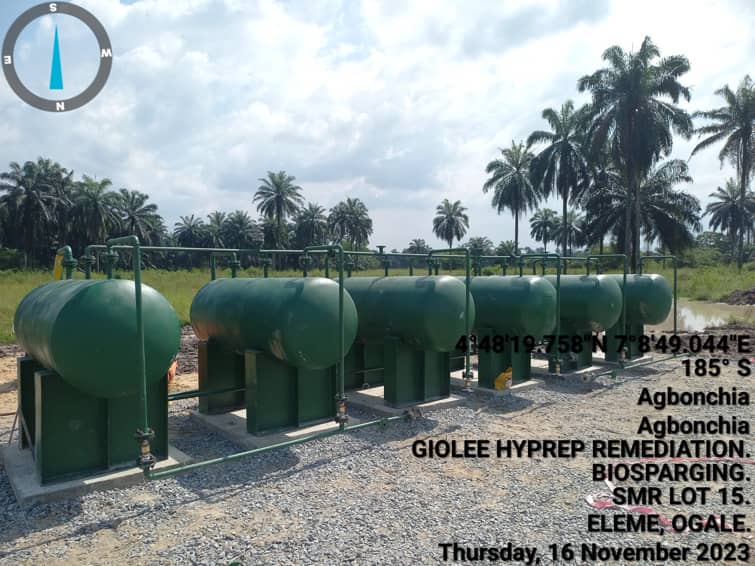 S
E W
N
4°48'19.758"N 7°8'49.044"E
185° S
Agbonchia
Agbonchia
GIOLEE HYPREP REMEDIATION.
BIOSPARGING.
SMR LOT 15.
ELEME, OGALE.
Thursday, 16 November 2023